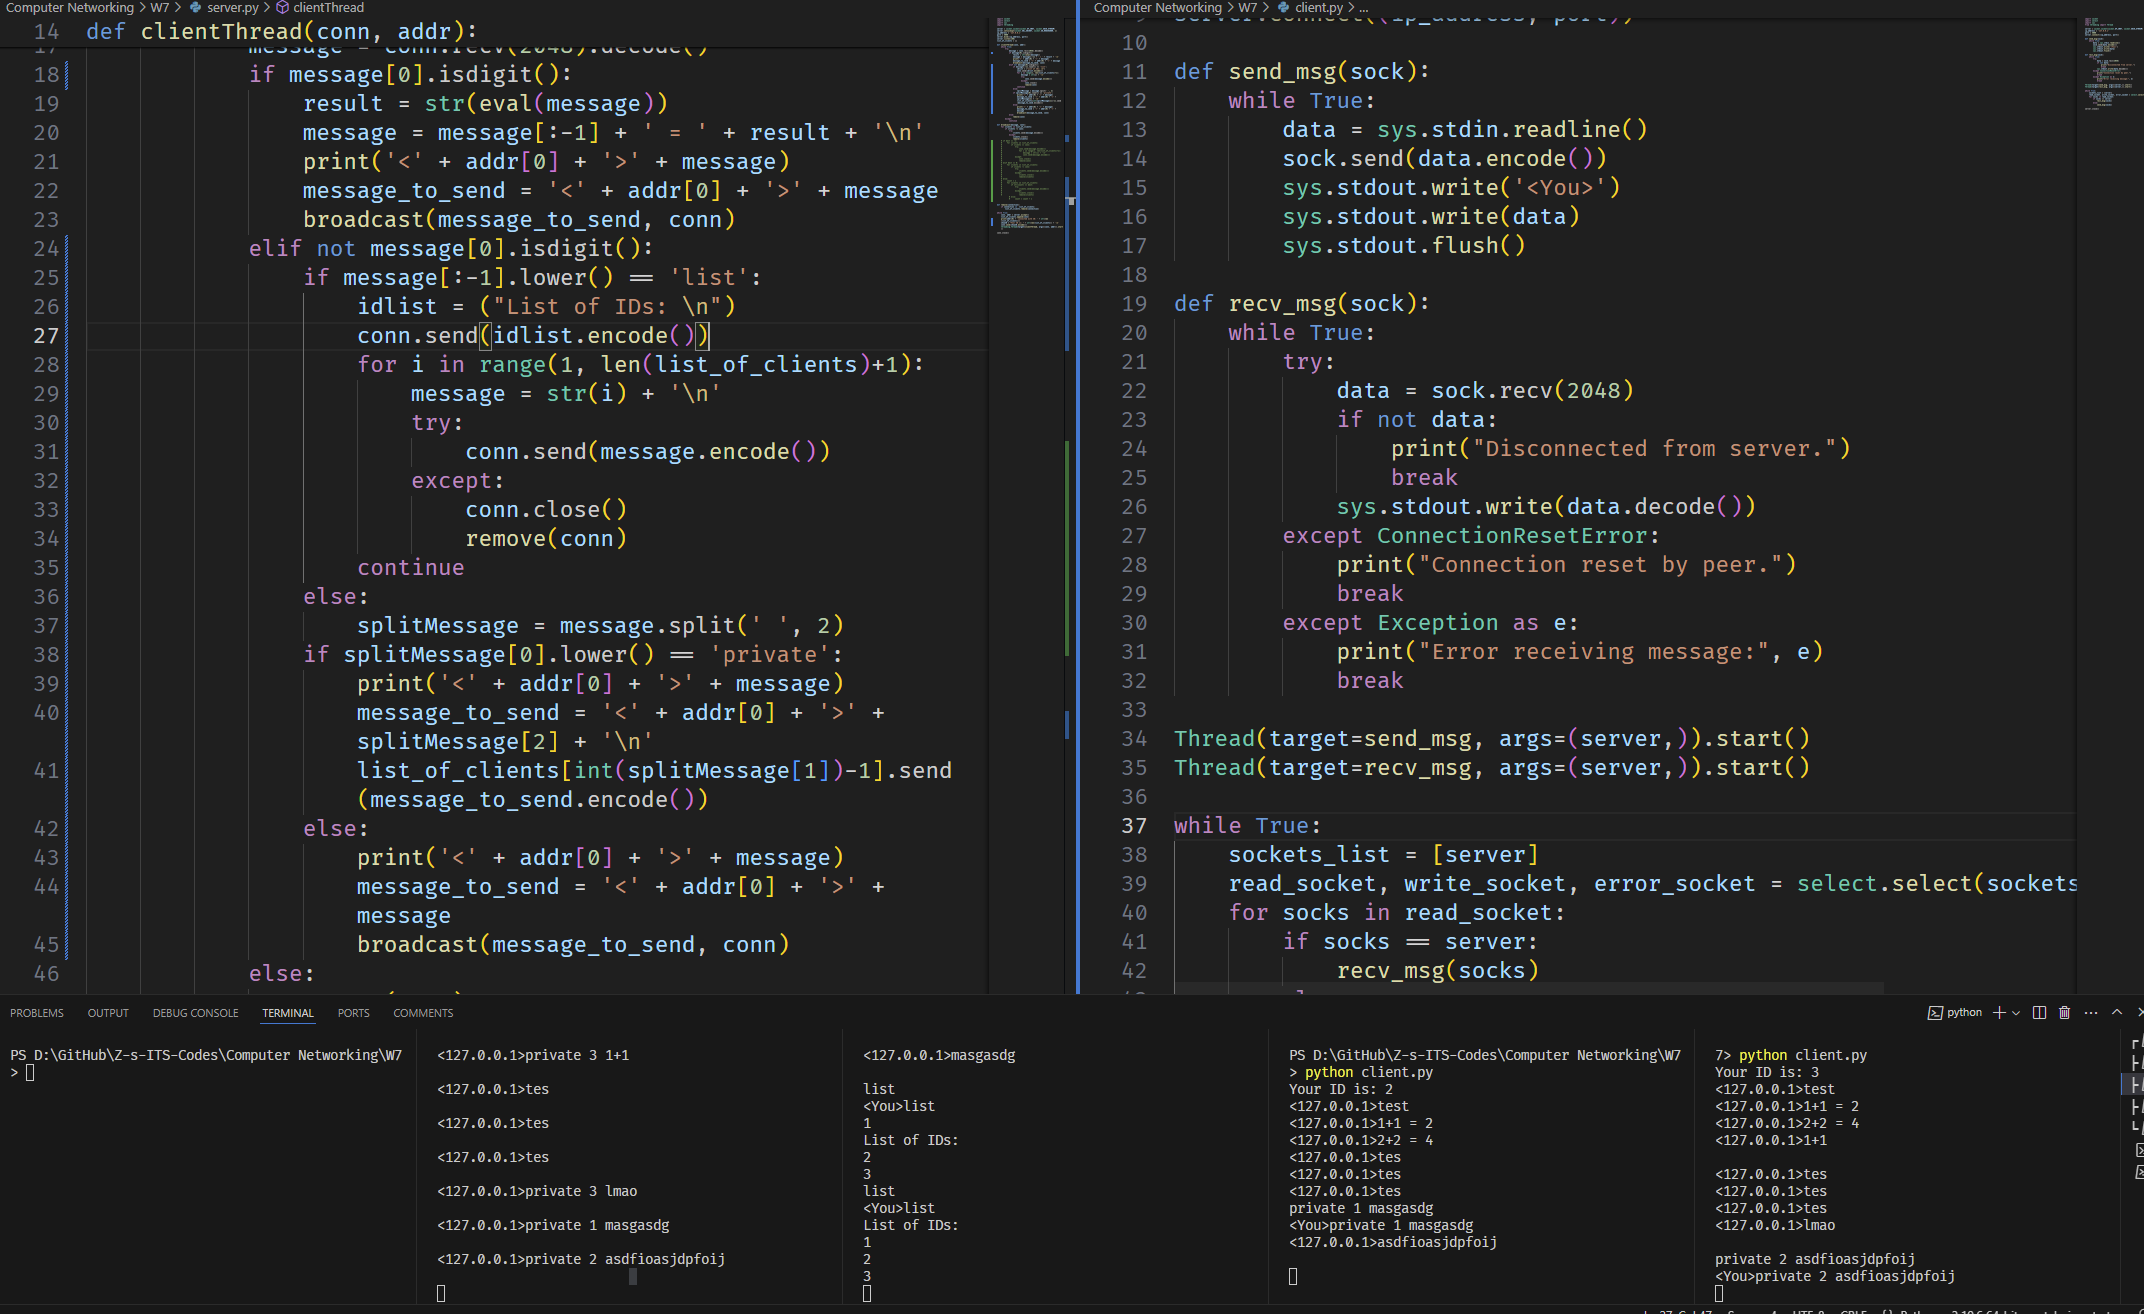 Computer Networking > W7 > server.py > clientThread
14 def clientThread(conn, addr):
17 message = conn.recv(2048).decode()
18 if message[0].isdigit():
19 result = str(eval(message))
20 message = message[:-1] + ' = ' + result + '\n'
21 print('<' + addr[0] + '>' + message)
22 message_to_send = '<' + addr[0] + '>' + message
23 broadcast(message_to_send, conn)
24 elif not message[0].isdigit():
25 if message[:-1].lower() == 'list':
26 idlist = ("List of IDs: \n")
27 conn.send(idlist.encode())
28 for i in range(1, len(list_of_clients)+1):
29 message = str(i) + '\n'
30 try:
31 conn.send(message.encode())
32 except:
33 conn.close()
34 remove(conn)
35 continue
36 else:
37 splitMessage = message.split(' ', 2)
38 if splitMessage[0].lower() == 'private':
39 print('<' + addr[0] + '>' + message)
40 message_to_send = '<' + addr[0] + '>' +
splitMessage[2] + '\n'
41 list_of_clients[int(splitMessage[1])-1].send
(message_to_send.encode())
42 else:
43 print('<' + addr[0] + '>' + message)
44 message_to_send = '<' + addr[0] + '>' +
message
45 broadcast(message_to_send, conn)
46 else:
Computer Networking > W7 > client.py > ...
9 server.connect((ip_address, port))
10
11 def send_msg(sock):
12 while True:
13 data = sys.stdin.readline()
14 sock.send(data.encode())
15 sys.stdout.write('<You>')
16 sys.stdout.write(data)
17 sys.stdout.flush()
18
19 def recv_msg(sock):
20 while True:
21 try:
22 data = sock.recv(2048)
23 if not data:
24 print("Disconnected from server.")
25 break
26 sys.stdout.write(data.decode())
27 except ConnectionResetError:
28 print("Connection reset by peer.")
29 break
30 except Exception as e:
31 print("Error receiving message:", e)
32 break
33
34 Thread(target=send_msg, args=(server,)).start()
35 Thread(target=recv_msg, args=(server,)).start()
36
37 while True:
38 sockets_list = [server]
39 read_socket, write_socket, error_socket = select.select(sockets
40 for socks in read_socket:
41 if socks == server:
42 recv_msg(socks)
PROBLEMS OUTPUT DEBUG CONSOLE TERMINAL PORTS COMMENTS
python
PS D:\GitHub\Z-s-ITS-Codes\Computer Networking\W7
>
<127.0.0.1>private 3 1+1
<127.0.0.1>tes
<127.0.0.1>tes
<127.0.0.1>tes
<127.0.0.1>private 3 lmao
<127.0.0.1>private 1 masgasdg
<127.0.0.1>private 2 asdfioasjdpfoij
<127.0.0.1>masgasdg
list
<You>list
1
List of IDs:
2
3
list
<You>list
List of IDs:
1
2
3
PS D:\GitHub\Z-s-ITS-Codes\Computer Networking\W7
> python client.py
Your ID is: 2
<127.0.0.1>test
<127.0.0.1>1+1 = 2
<127.0.0.1>2+2 = 4
<127.0.0.1>tes
<127.0.0.1>tes
<127.0.0.1>tes
private 1 masgasdg
<You>private 1 masgasdg
<127.0.0.1>asdfioasjdpfoij
7> python client.py
Your ID is: 3
<127.0.0.1>test
<127.0.0.1>1+1 = 2
<127.0.0.1>2+2 = 4
<127.0.0.1>1+1
<127.0.0.1>tes
<127.0.0.1>tes
<127.0.0.1>tes
<127.0.0.1>lmao
private 2 asdfioasjdpfoij
<You>private 2 asdfioasjdpfoij